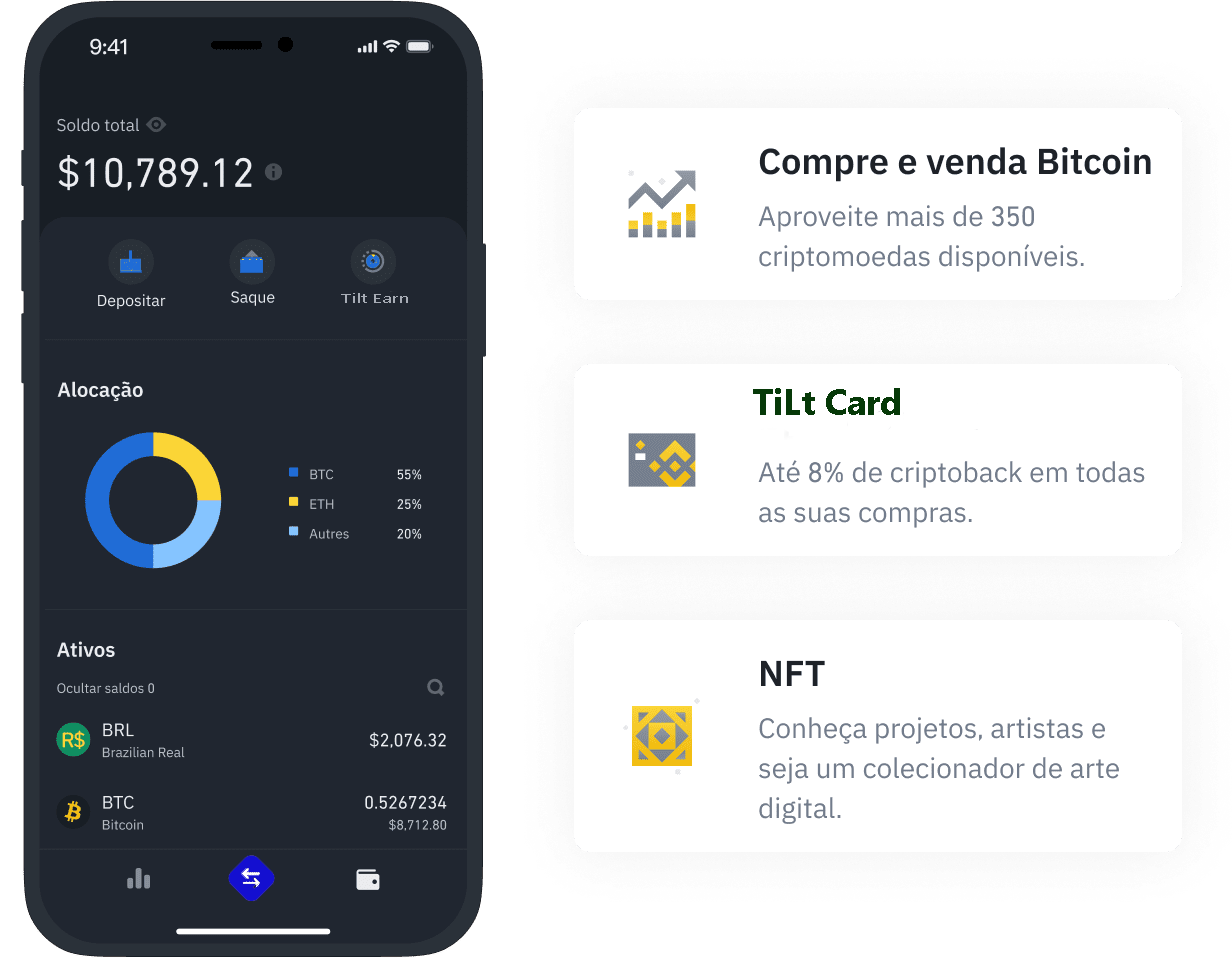 9:41
Soldo total
$10,789.12
Depositar
Saque
Tilt Earn
Alocação
BTC 55%
ETH 25%
Autres 20%
Ativos
Ocultar saldos 0
R$
BRL
Brazilian Real
$2,076.32
BTC
Bitcoin
0.5267234
$8,712.80
Compre e venda Bitcoin
Aproveite mais de 350
criptomoedas disponíveis.
TiLt Card
Até 8% de criptoback em todas
as suas compras.
NFT
Conheça projetos, artistas e
seja um colecionador de arte
digital.